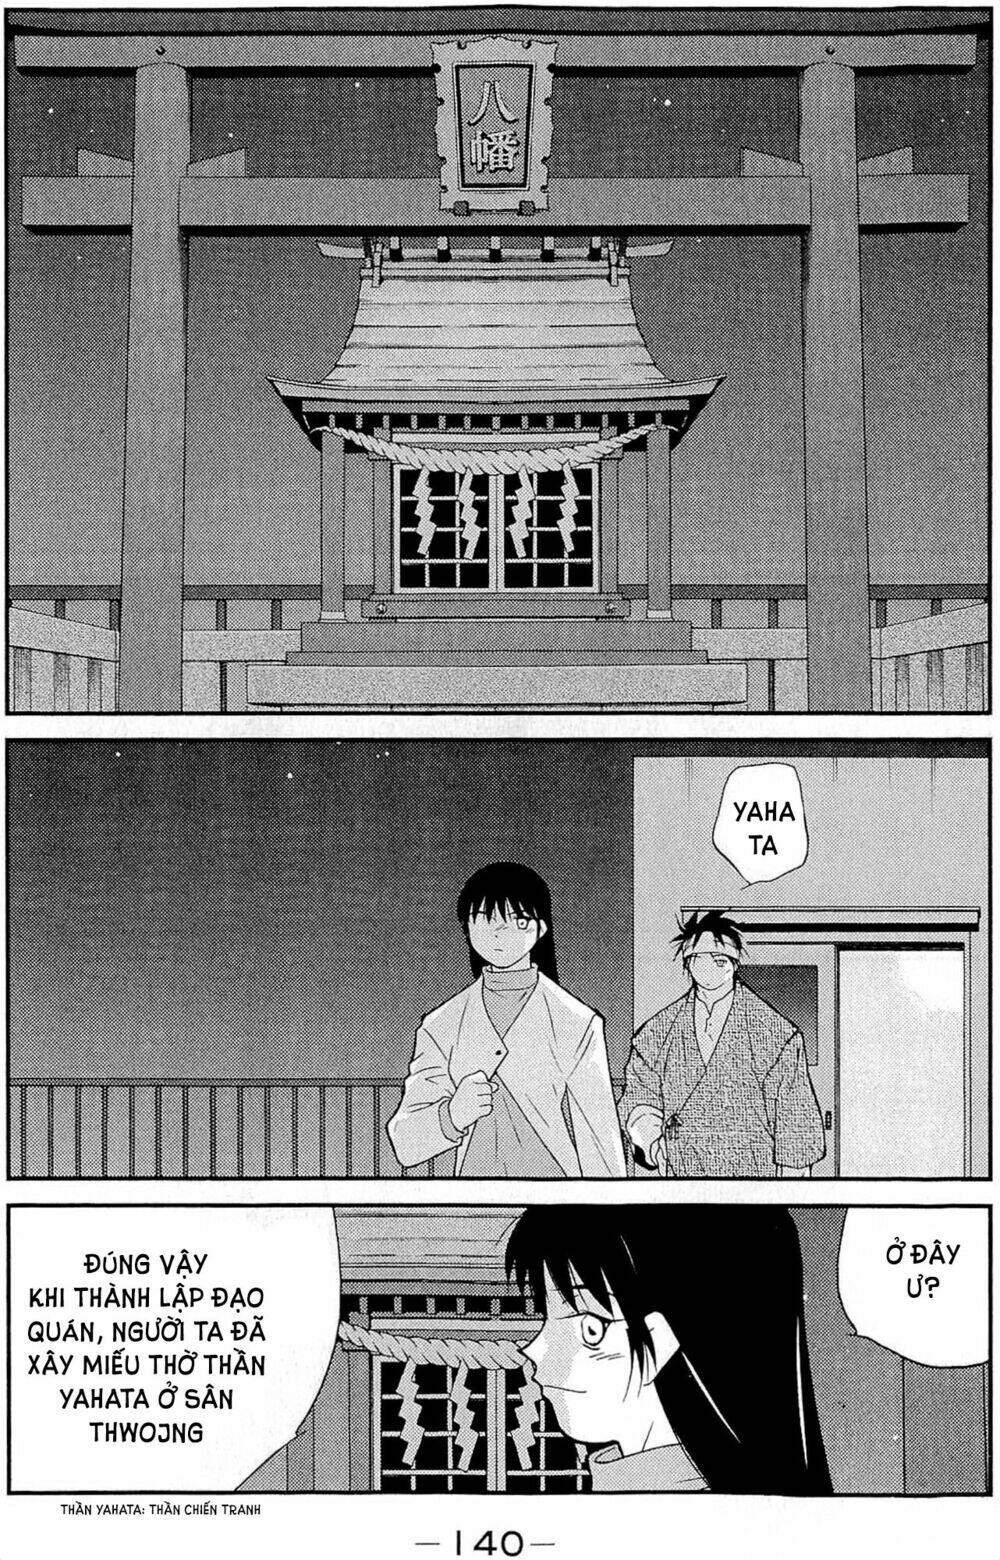 八
幡
YAHA
TA
Ở ĐÂY
Ư?
ĐÚNG VẬY
KHI THÀNH LẬP ĐẠO
QUÁN, NGƯỜI TA ĐÃ
XÂY MIẾU THỜ THẦN
YAHATA Ở SÂN
THWOJNG
THẦN YAHATA: THẦN CHIẾN TRANH
—140—